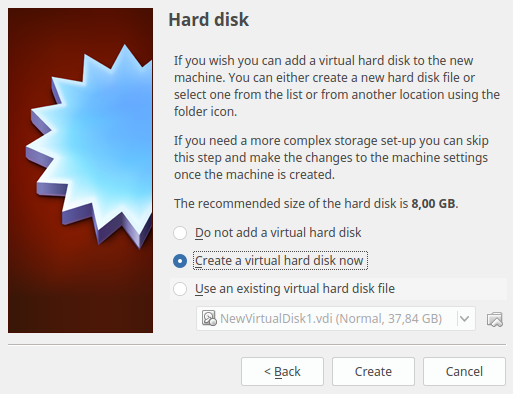 Hard disk
If you wish you can add a virtual hard disk to the new
machine. You can either create a new hard disk file or
select one from the list or from another location using the
folder icon.
If you need a more complex storage set-up you can skip
this step and make the changes to the machine settings
once the machine is created.
The recommended size of the hard disk is 8,00 GB.
Do not add a virtual hard disk
Create a virtual hard disk now
Use an existing virtual hard disk file
NewVirtualDisk1.vdi (Normal, 37,84 GB)
< Back
Create
Cancel